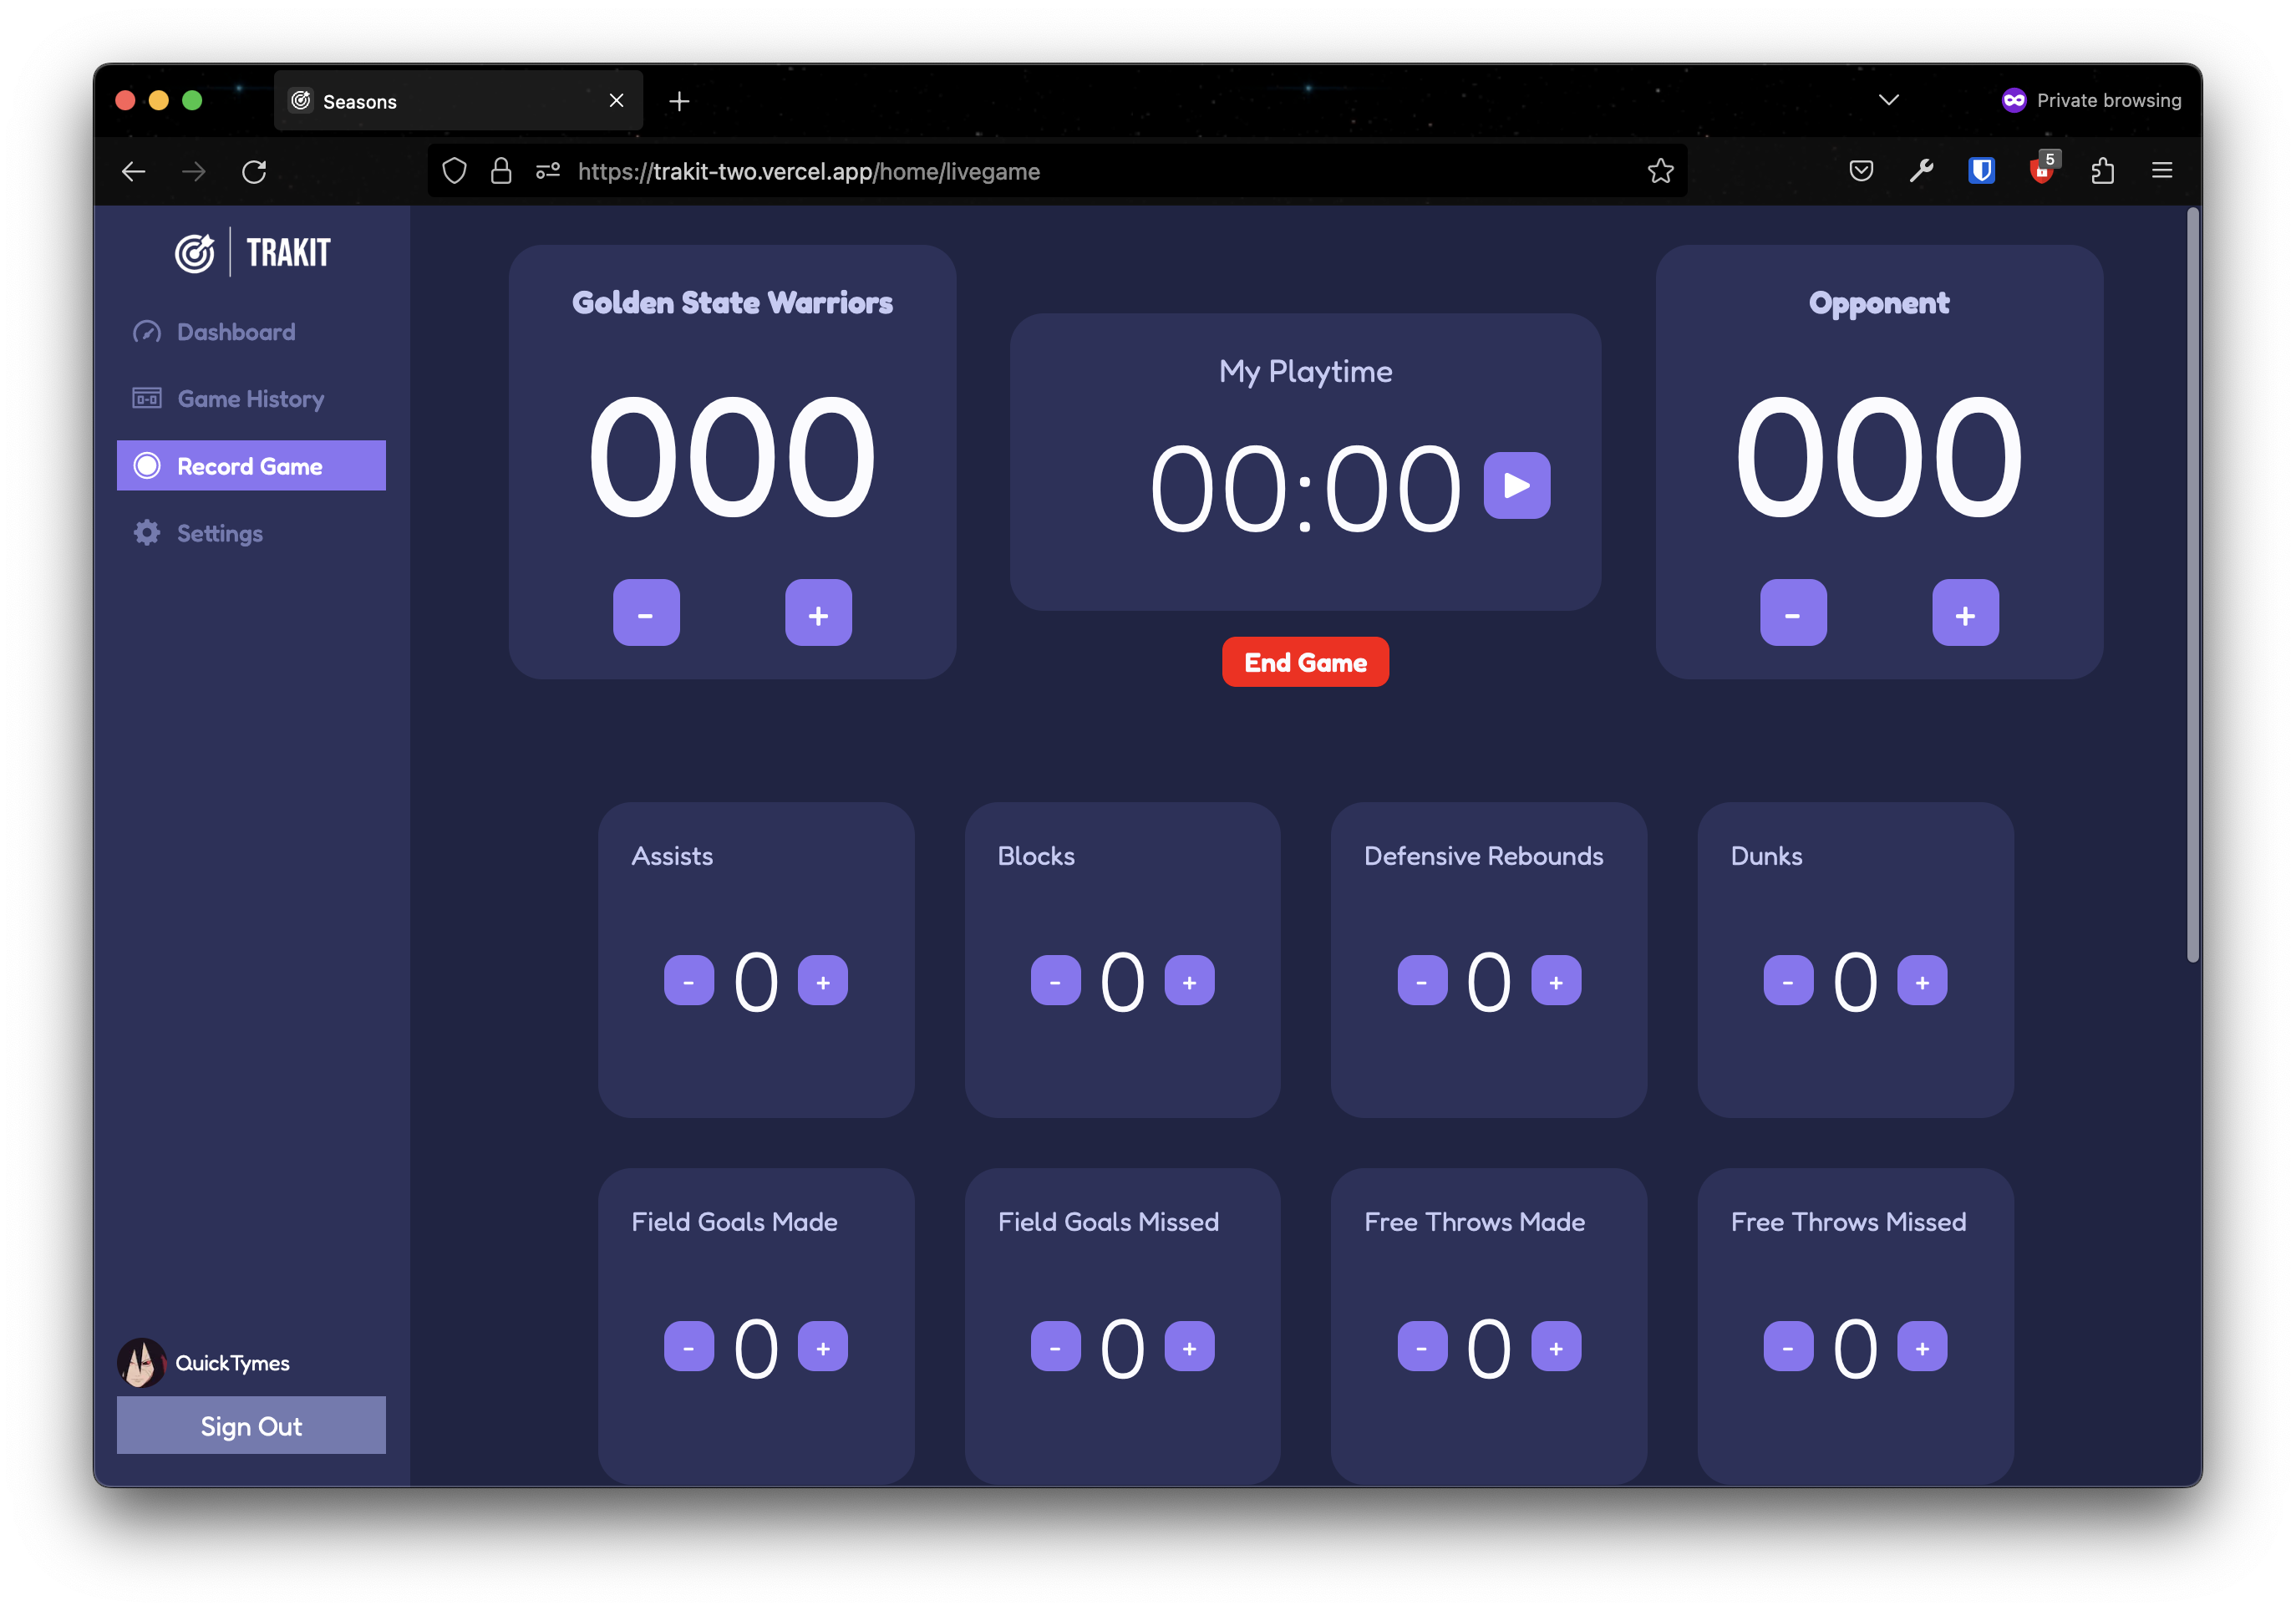 Seasons
Private browsing
https://trakit-two.vercel.app/home/livegame
5
TRAKIT
Dashboard
Game History
Record Game
Settings
QuickTymes
Sign Out
Golden State Warriors
000
- +
My Playtime
00:00
End Game
Opponent
000
- +
Assists
- 0 +
Blocks
- 0 +
Defensive Rebounds
- 0 +
Dunks
- 0 +
Field Goals Made
- 0 +
Field Goals Missed
- 0 +
Free Throws Made
- 0 +
Free Throws Missed
- 0 +